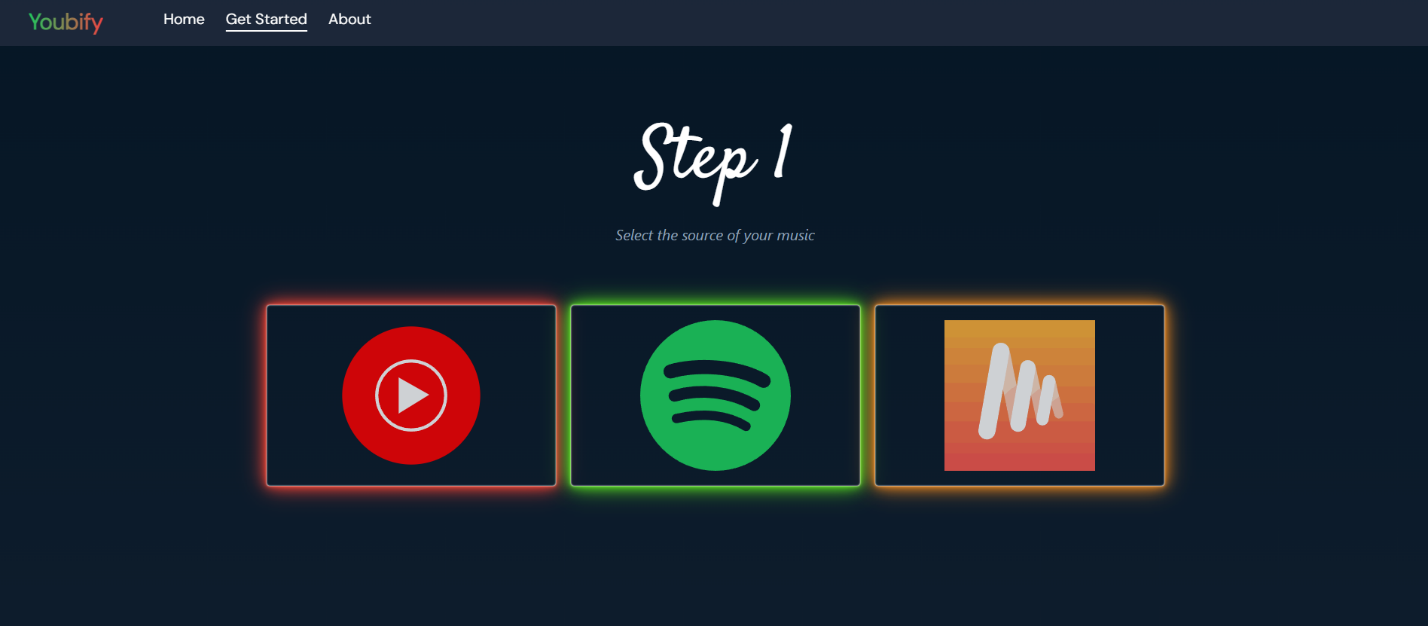 Youbify
Home Get Started About
Step 1
Select the source of your music